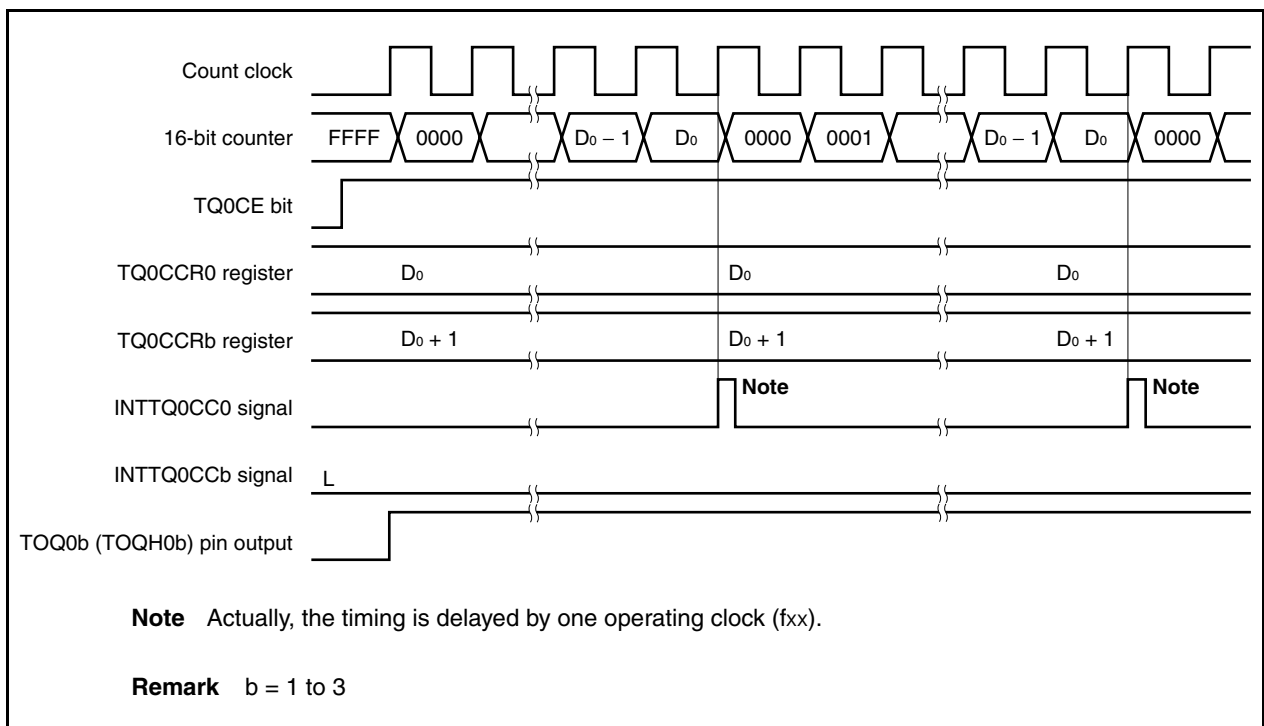 Count clock
16-bit counter FFFF 0000 D0 − 1 D0 0000 0001 D0 − 1 D0 0000
TQ0CE bit
TQ0CCR0 register D0 D0 D0
TQ0CCRb register D0 + 1 D0 + 1 D0 + 1
INTTQ0CC0 signal Note Note
INTTQ0CCb signal L
TOQ0b (TOQH0b) pin output
Note Actually, the timing is delayed by one operating clock (fxx).
Remark b = 1 to 3